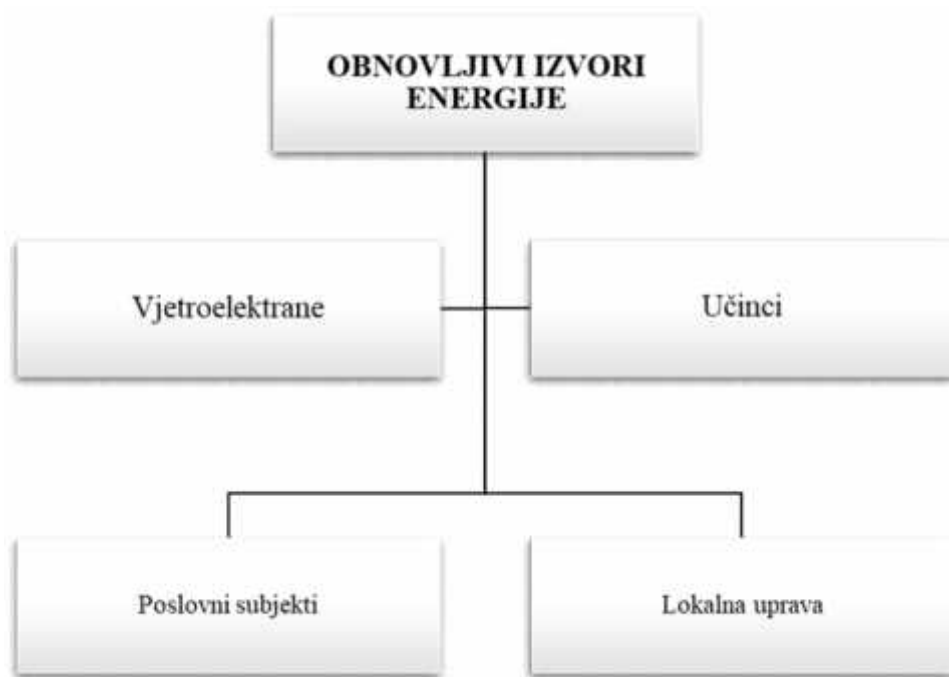 OBNOVLJIVI IZVORI
ENERGIJE
Vjetroelektrane
Učinci
Poslovni subjekti
Lokalna uprava